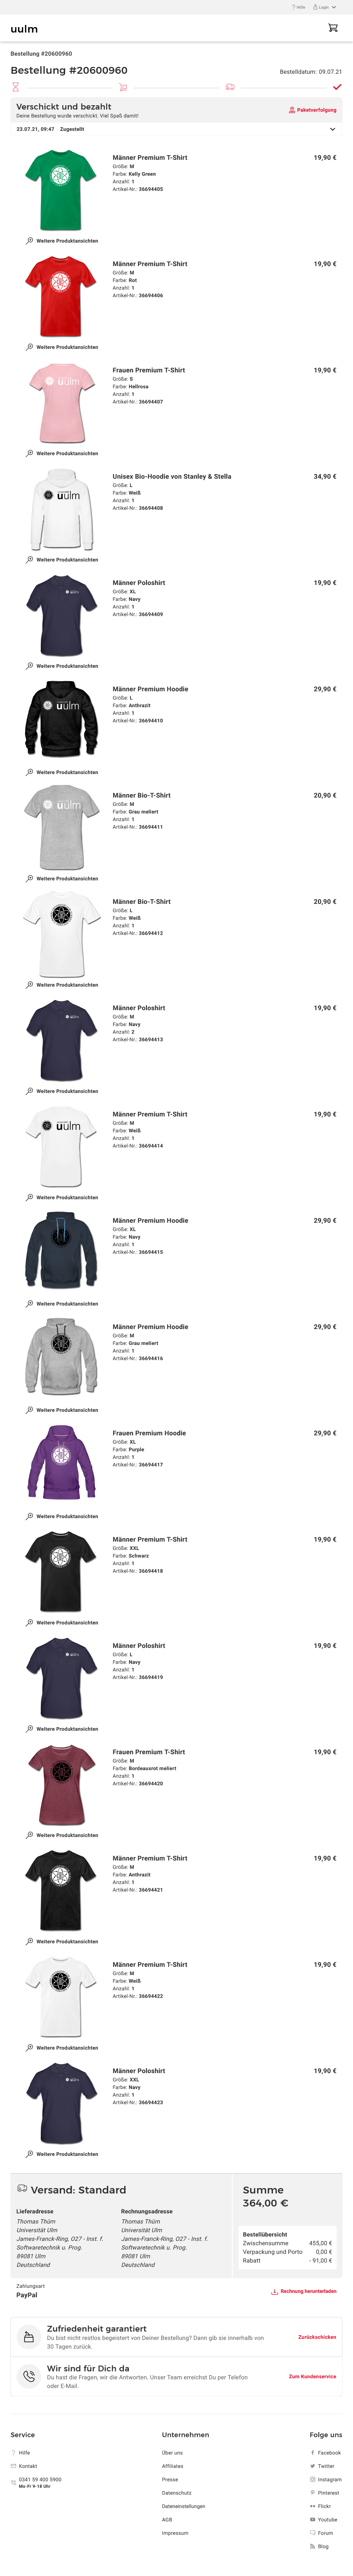 Hilfe
Login
uulm
Bestellung #20600960
Bestellung #20600960
Bestelldatum: 09.07.21
Verschickt und bezahlt
Deine Bestellung wurde verschickt. Viel Spaß damit!
Paketverfolgung
23.07.21, 09:47 Zugestellt
Männer Premium T-Shirt 19,90 €
Größe: M
Farbe: Kelly Green
Anzahl: 1
Artikel-Nr.: 36694405
Weitere Produktansichten
Männer Premium T-Shirt 19,90 €
Größe: M
Farbe: Rot
Anzahl: 1
Artikel-Nr.: 36694406
Weitere Produktansichten
uulm
Frauen Premium T-Shirt 19,90 €
Größe: S
Farbe: Hellrosa
Anzahl: 1
Artikel-Nr.: 36694407
Weitere Produktansichten
uulm
Unisex Bio-Hoodie von Stanley & Stella 34,90 €
Größe: L
Farbe: Weiß
Anzahl: 1
Artikel-Nr.: 36694408
Weitere Produktansichten
uulm
Männer Poloshirt 19,90 €
Größe: XL
Farbe: Navy
Anzahl: 1
Artikel-Nr.: 36694409
Weitere Produktansichten
uulm
Männer Premium Hoodie 29,90 €
Größe: L
Farbe: Anthrazit
Anzahl: 1
Artikel-Nr.: 36694410
Weitere Produktansichten
uulm
Männer Bio-T-Shirt 20,90 €
Größe: M
Farbe: Grau meliert
Anzahl: 1
Artikel-Nr.: 36694411
Weitere Produktansichten
Männer Bio-T-Shirt 20,90 €
Größe: L
Farbe: Weiß
Anzahl: 1
Artikel-Nr.: 36694412
Weitere Produktansichten
uulm
Männer Poloshirt 19,90 €
Größe: M
Farbe: Navy
Anzahl: 2
Artikel-Nr.: 36694413
Weitere Produktansichten
uulm
Männer Premium T-Shirt 19,90 €
Größe: M
Farbe: Weiß
Anzahl: 1
Artikel-Nr.: 36694414
Weitere Produktansichten
Männer Premium Hoodie 29,90 €
Größe: XL
Farbe: Navy
Anzahl: 1
Artikel-Nr.: 36694415
Weitere Produktansichten
Männer Premium Hoodie 29,90 €
Größe: M
Farbe: Grau meliert
Anzahl: 1
Artikel-Nr.: 36694416
Weitere Produktansichten
Frauen Premium Hoodie 29,90 €
Größe: XL
Farbe: Purple
Anzahl: 1
Artikel-Nr.: 36694417
Weitere Produktansichten
Männer Premium T-Shirt 19,90 €
Größe: XXL
Farbe: Schwarz
Anzahl: 1
Artikel-Nr.: 36694418
Weitere Produktansichten
uulm
Männer Poloshirt 19,90 €
Größe: L
Farbe: Navy
Anzahl: 1
Artikel-Nr.: 36694419
Weitere Produktansichten
Frauen Premium T-Shirt 19,90 €
Größe: M
Farbe: Bordeauxrot meliert
Anzahl: 1
Artikel-Nr.: 36694420
Weitere Produktansichten
Männer Premium T-Shirt 19,90 €
Größe: M
Farbe: Anthrazit
Anzahl: 1
Artikel-Nr.: 36694421
Weitere Produktansichten
Männer Premium T-Shirt 19,90 €
Größe: M
Farbe: Weiß
Anzahl: 1
Artikel-Nr.: 36694422
Weitere Produktansichten
uulm
Männer Poloshirt 19,90 €
Größe: XXL
Farbe: Navy
Anzahl: 1
Artikel-Nr.: 36694423
Weitere Produktansichten
Versand: Standard
Lieferadresse
Thomas Thüm
Universität Ulm
James-Franck-Ring, O27 - Inst. f.
Softwaretechnik u. Prog.
89081 Ulm
Deutschland
Rechnungsadresse
Thomas Thüm
Universität Ulm
James-Franck-Ring, O27 - Inst. f.
Softwaretechnik u. Prog.
89081 Ulm
Deutschland
Summe
364,00 €
Bestellübersicht
Zwischensumme 455,00 €
Verpackung und Porto 0,00 €
Rabatt - 91,00 €
Zahlungsart
PayPal
Rechnung herunterladen
Zufriedenheit garantiert
Du bist nicht restlos begeistert von Deiner Bestellung? Dann gib sie innerhalb von
30 Tagen zurück.
Zurückschicken
Wir sind für Dich da
Du hast die Fragen, wir die Antworten. Unser Team erreichst Du per Telefon
oder E-Mail.
Zum Kundenservice
Service
Hilfe
Kontakt
0341 59 400 5900
Mo-Fr 9-18 Uhr
Unternehmen
Über uns
Affiliates
Presse
Datenschutz
Dateneinstellungen
AGB
Impressum
Folge uns
Facebook
Twitter
Instagram
Pinterest
Flickr
Youtube
Forum
Blog